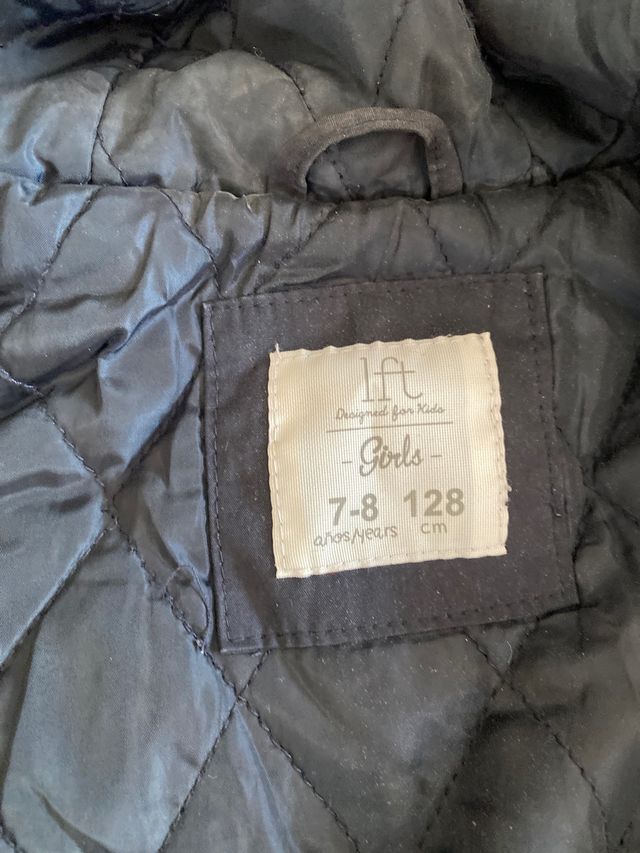 lft
Designed for Kids
- Girls -
7-8 128
años/years cm